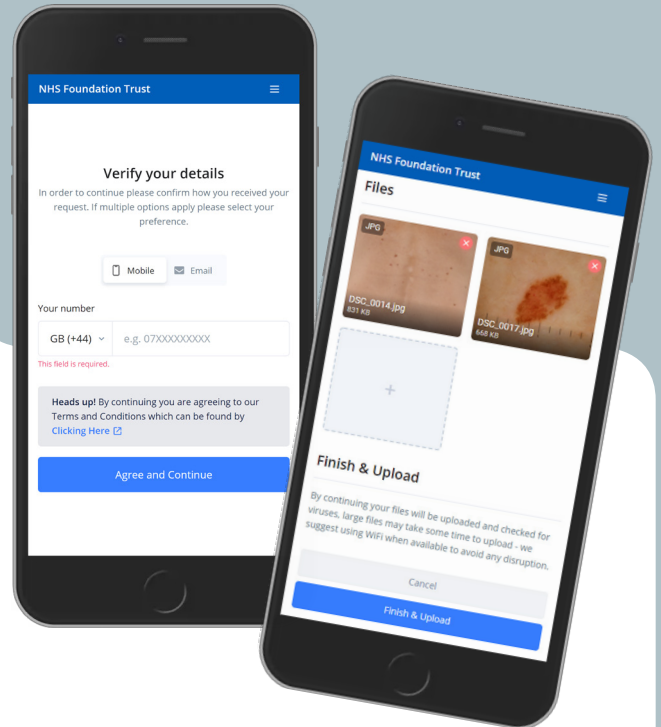 NHS Foundation Trust
Verify your details
In order to continue please confirm how you received your
request. If multiple options apply please select your
preference.
Mobile
Email
Your number
GB (+44)
e.g. 07XXXXXXXXX
This field is required.
Heads up! By continuing you are agreeing to our
Terms and Conditions which can be found by
Clicking Here
Agree and Continue
NHS Foundation Trust
Files
JPG
DSC_0014.jpg
831 KB
JPG
DSC_0017.jpg
668 KB
+
Finish & Upload
By continuing your files will be uploaded and checked for
viruses, large files may take some time to upload - we
suggest using WiFi when available to avoid any disruption.
Cancel
Finish & Upload